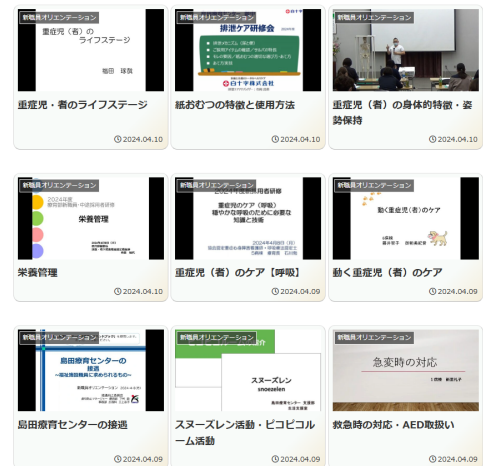 新職員オリエンテーション
重症児（者）の
ライフステージ
重症児・者のライフステージ
2024.04.10
新職員オリエンテーション
排泄ケア研修会
白十字株式会社
紙おむつの特徴と使用方法
2024.04.10
新職員オリエンテーション
重症児（者）の身体的特徴・姿
勢保持
2024.04.10
新職員オリエンテーション
2024年度
栄養管理
栄養管理
2024.04.10
新職員オリエンテーション
重症児のケア（呼吸）
穏やかな呼吸のために必要な
知識と技術
重症児（者）のケア【呼吸】
2024.04.09
新職員オリエンテーション
動く重症児(者)のケア
動く重症児（者）のケア
2024.04.09
新職員オリエンテーション
島田療育センターの
接遇
島田療育センターの接遇
2024.04.09
新職員オリエンテーション
スヌーズレン
snoezelen
スヌーズレン活動・ピコピコル
ーム活動
2024.04.09
新職員オリエンテーション
急変時の対応
救急時の対応・AED取扱い
2024.04.09